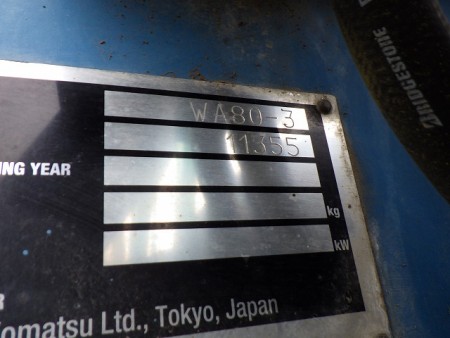 BRIDGESTONE
WA80-3
11355
NG YEAR
kg
kW
R
omatsu Ltd., Tokyo, Japan